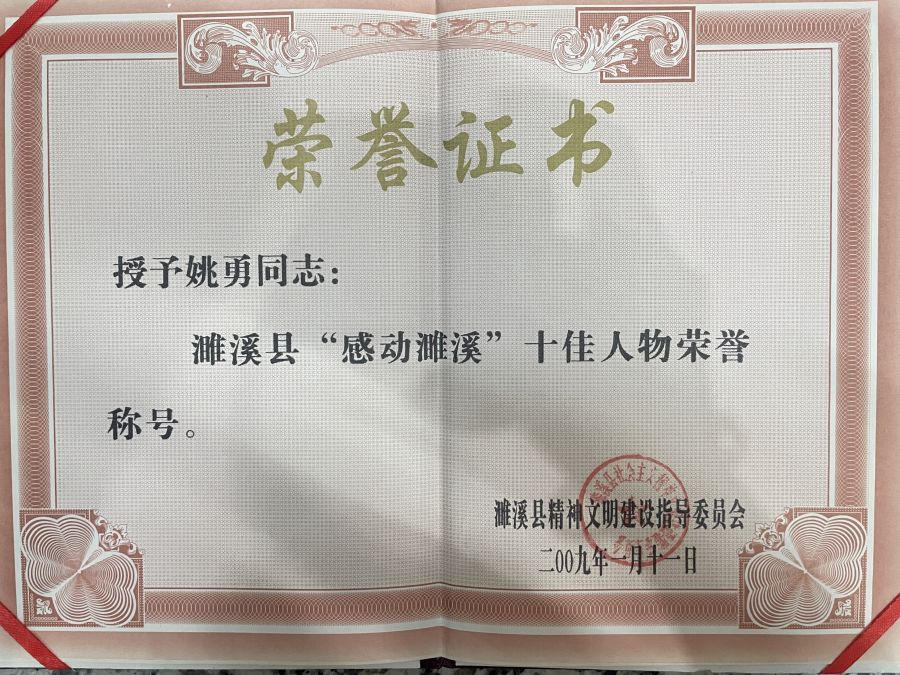 荣誉证书
授予姚勇同志：
濉溪县“感动濉溪”十佳人物荣誉
称号。
濉溪县精神文明建设指导委员会
二00九年一月十一日